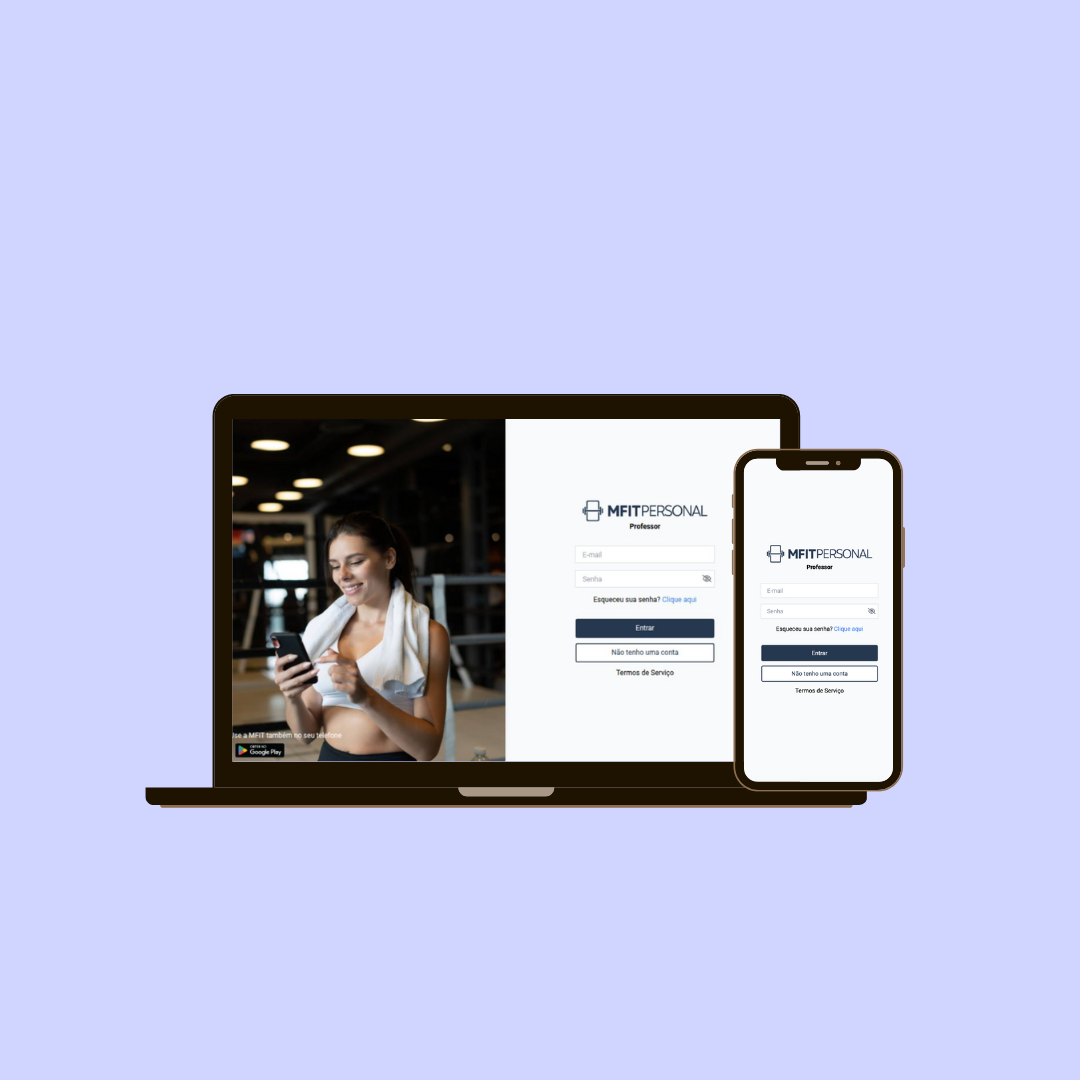 MFITPERSONAL
Professor
E-mail
Senha
Esqueceu sua senha? Clique aqui
Entrar
Não tenho uma conta
Termos de Serviço
Use a MFIT também no seu telefone
Google Play
MFITPERSONAL
Professor
E-mail
Senha
Esqueceu sua senha? Clique aqui
Entrar
Não tenho uma conta
Termos de Serviço